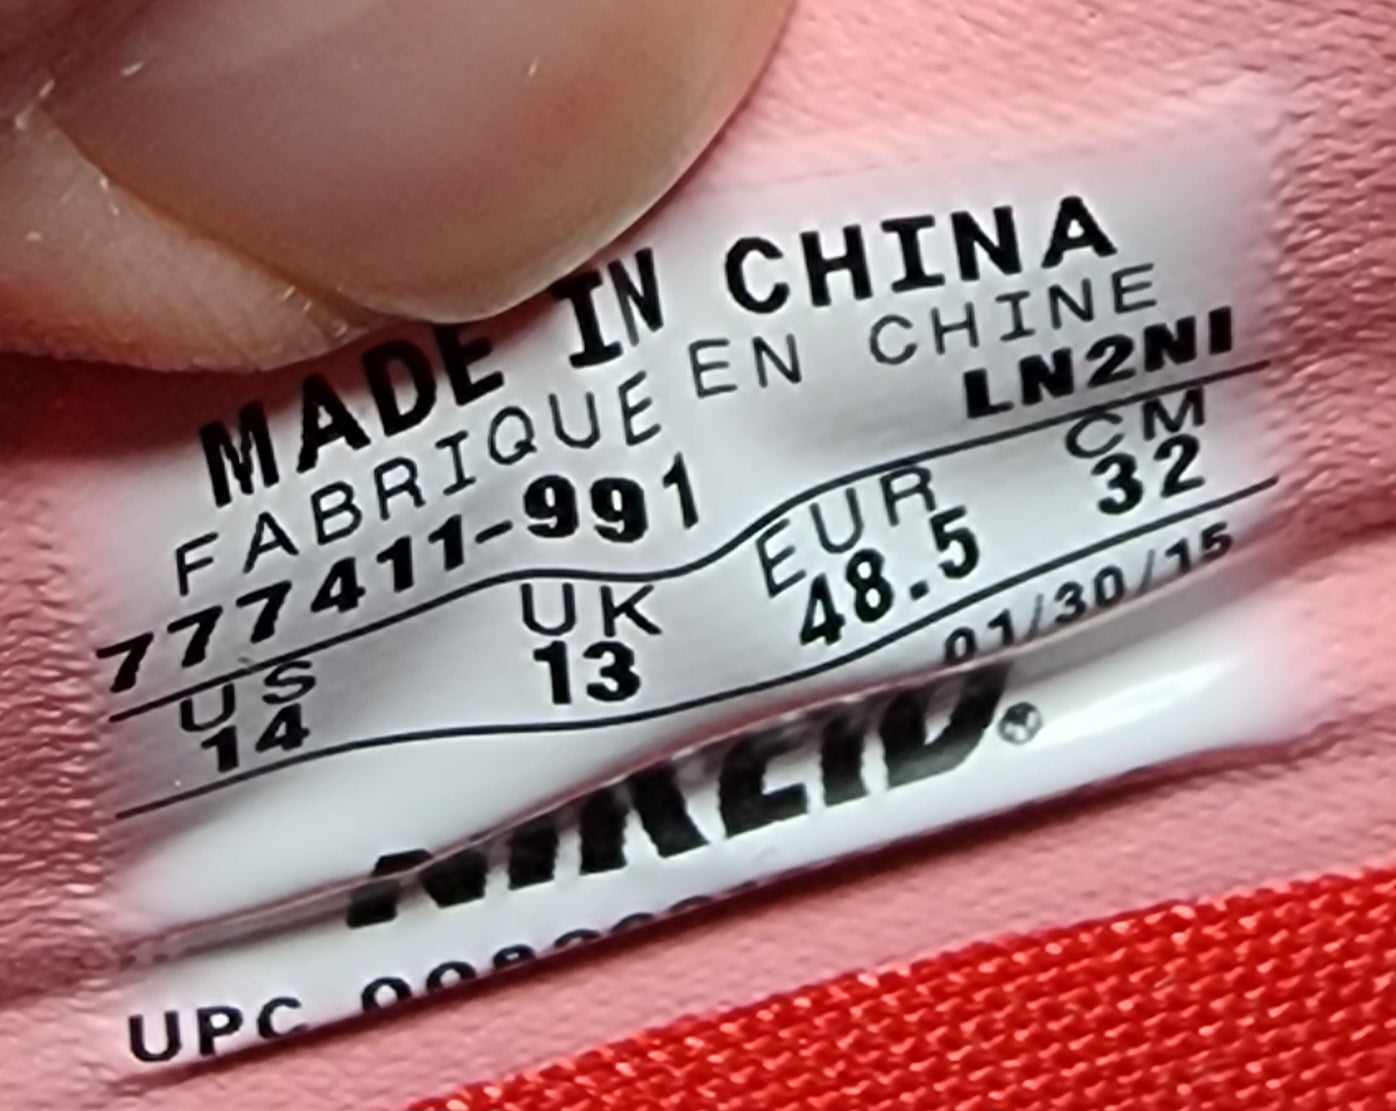 MADE IN CHINA
FABRIQUE EN CHINE
LN2NI
777411-991
US UK EUR CM
14 13 48.5 32
01/30/15
NIKEID®
UPC